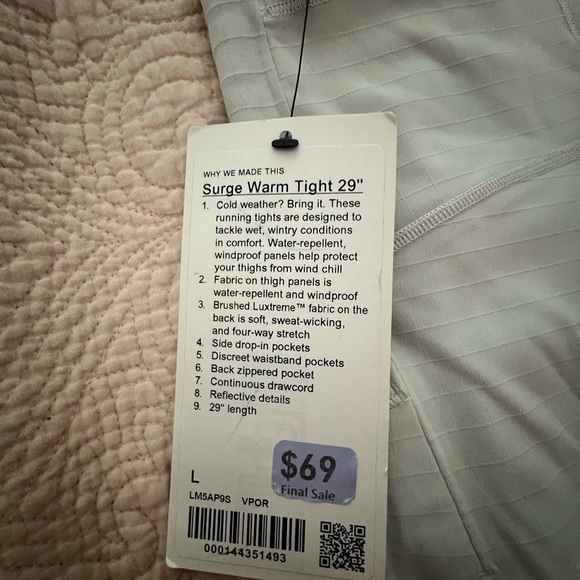 WHY WE MADE THIS
Surge Warm Tight 29"
1. Cold weather? Bring it. These
running tights are designed to
tackle wet, wintry conditions
in comfort. Water-repellent,
windproof panels help protect
your thighs from wind chill
2. Fabric on thigh panels is
water-repellent and windproof
3. Brushed Luxtreme™ fabric on the
back is soft, sweat-wicking,
and four-way stretch
4. Side drop-in pockets
5. Discreet waistband pockets
6. Back zippered pocket
7. Continuous drawcord
8. Reflective details
9. 29" length
$69
Final Sale
L
LM5AP9S VPOR
000144351493